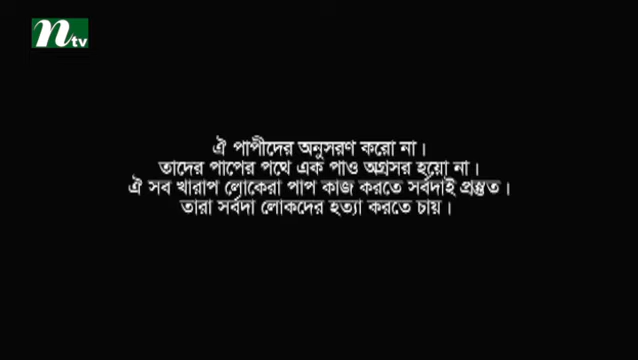 ntv
ঐ পাপীদের অনুসরণ করো না।
তাদের পাপের পথে এক পাও অগ্রসর হয়ো না।
ঐ সব খারাপ লোকেরা পাপ কাজ করতে সর্বদাই প্রস্তুত।
তারা সর্বদা লোকদের হত্যা করতে চায়।